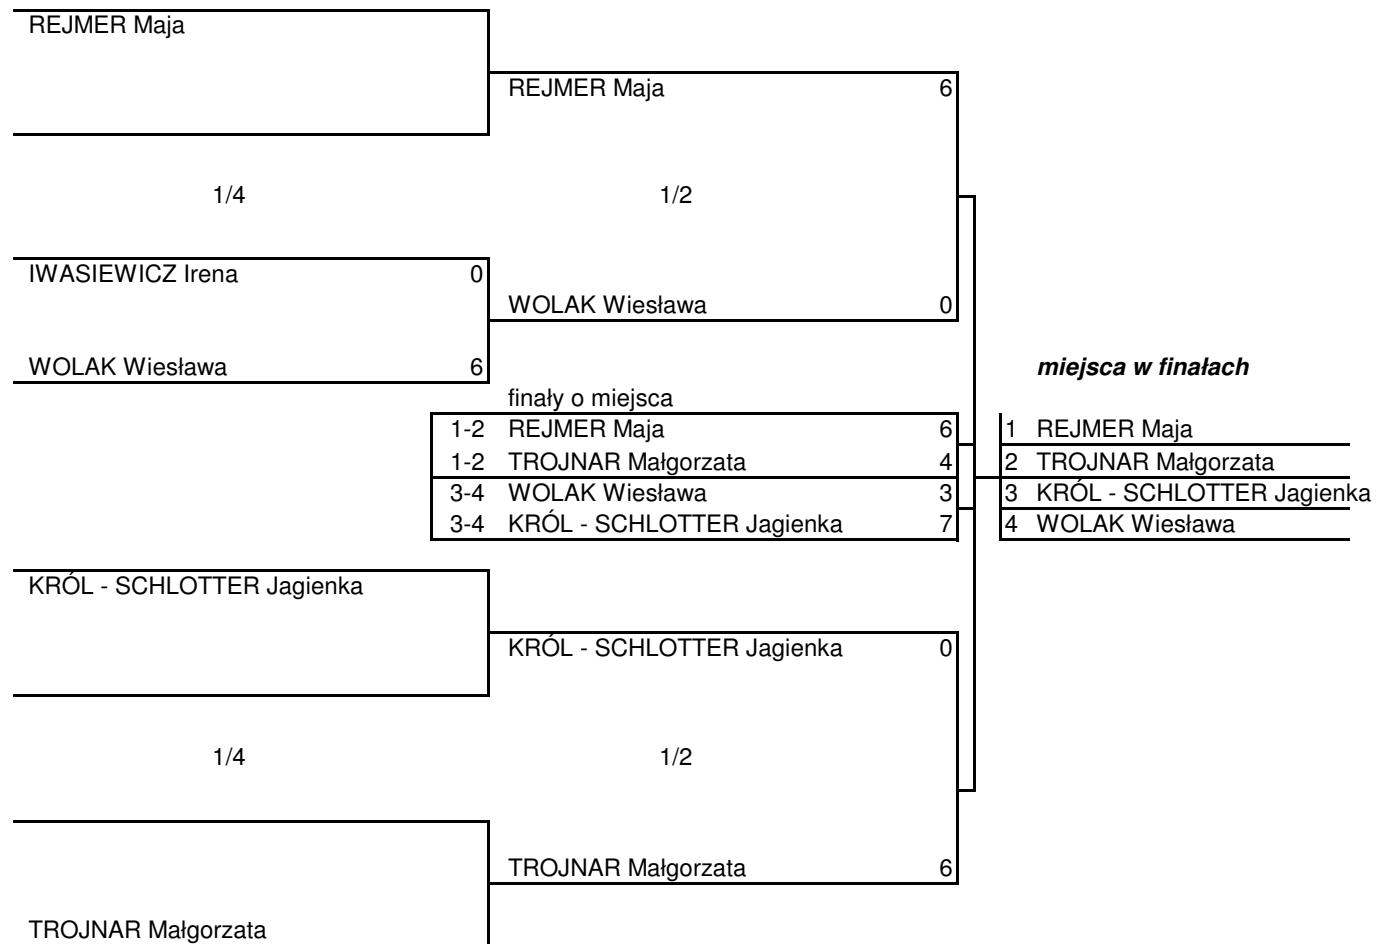 REJMER Maja
REJMER Maja 6
1/4 1/2
IWASIEWICZ Irena 0
WOLAK Wiesława 0
WOLAK Wiesława 6 miejsca w finałach
finały o miejsca
1-2 REJMER Maja 6 1 REJMER Maja
1-2 TROJNAR Małgorzata 4 2 TROJNAR Małgorzata
3-4 WOLAK Wiesława 3 3 KRÓL - SCHLOTTER Jagienka
3-4 KRÓL - SCHLOTTER Jagienka 7 4 WOLAK Wiesława
KRÓL - SCHLOTTER Jagienka
KRÓL - SCHLOTTER Jagienka 0
1/4 1/2
TROJNAR Małgorzata 6
TROJNAR Małgorzata